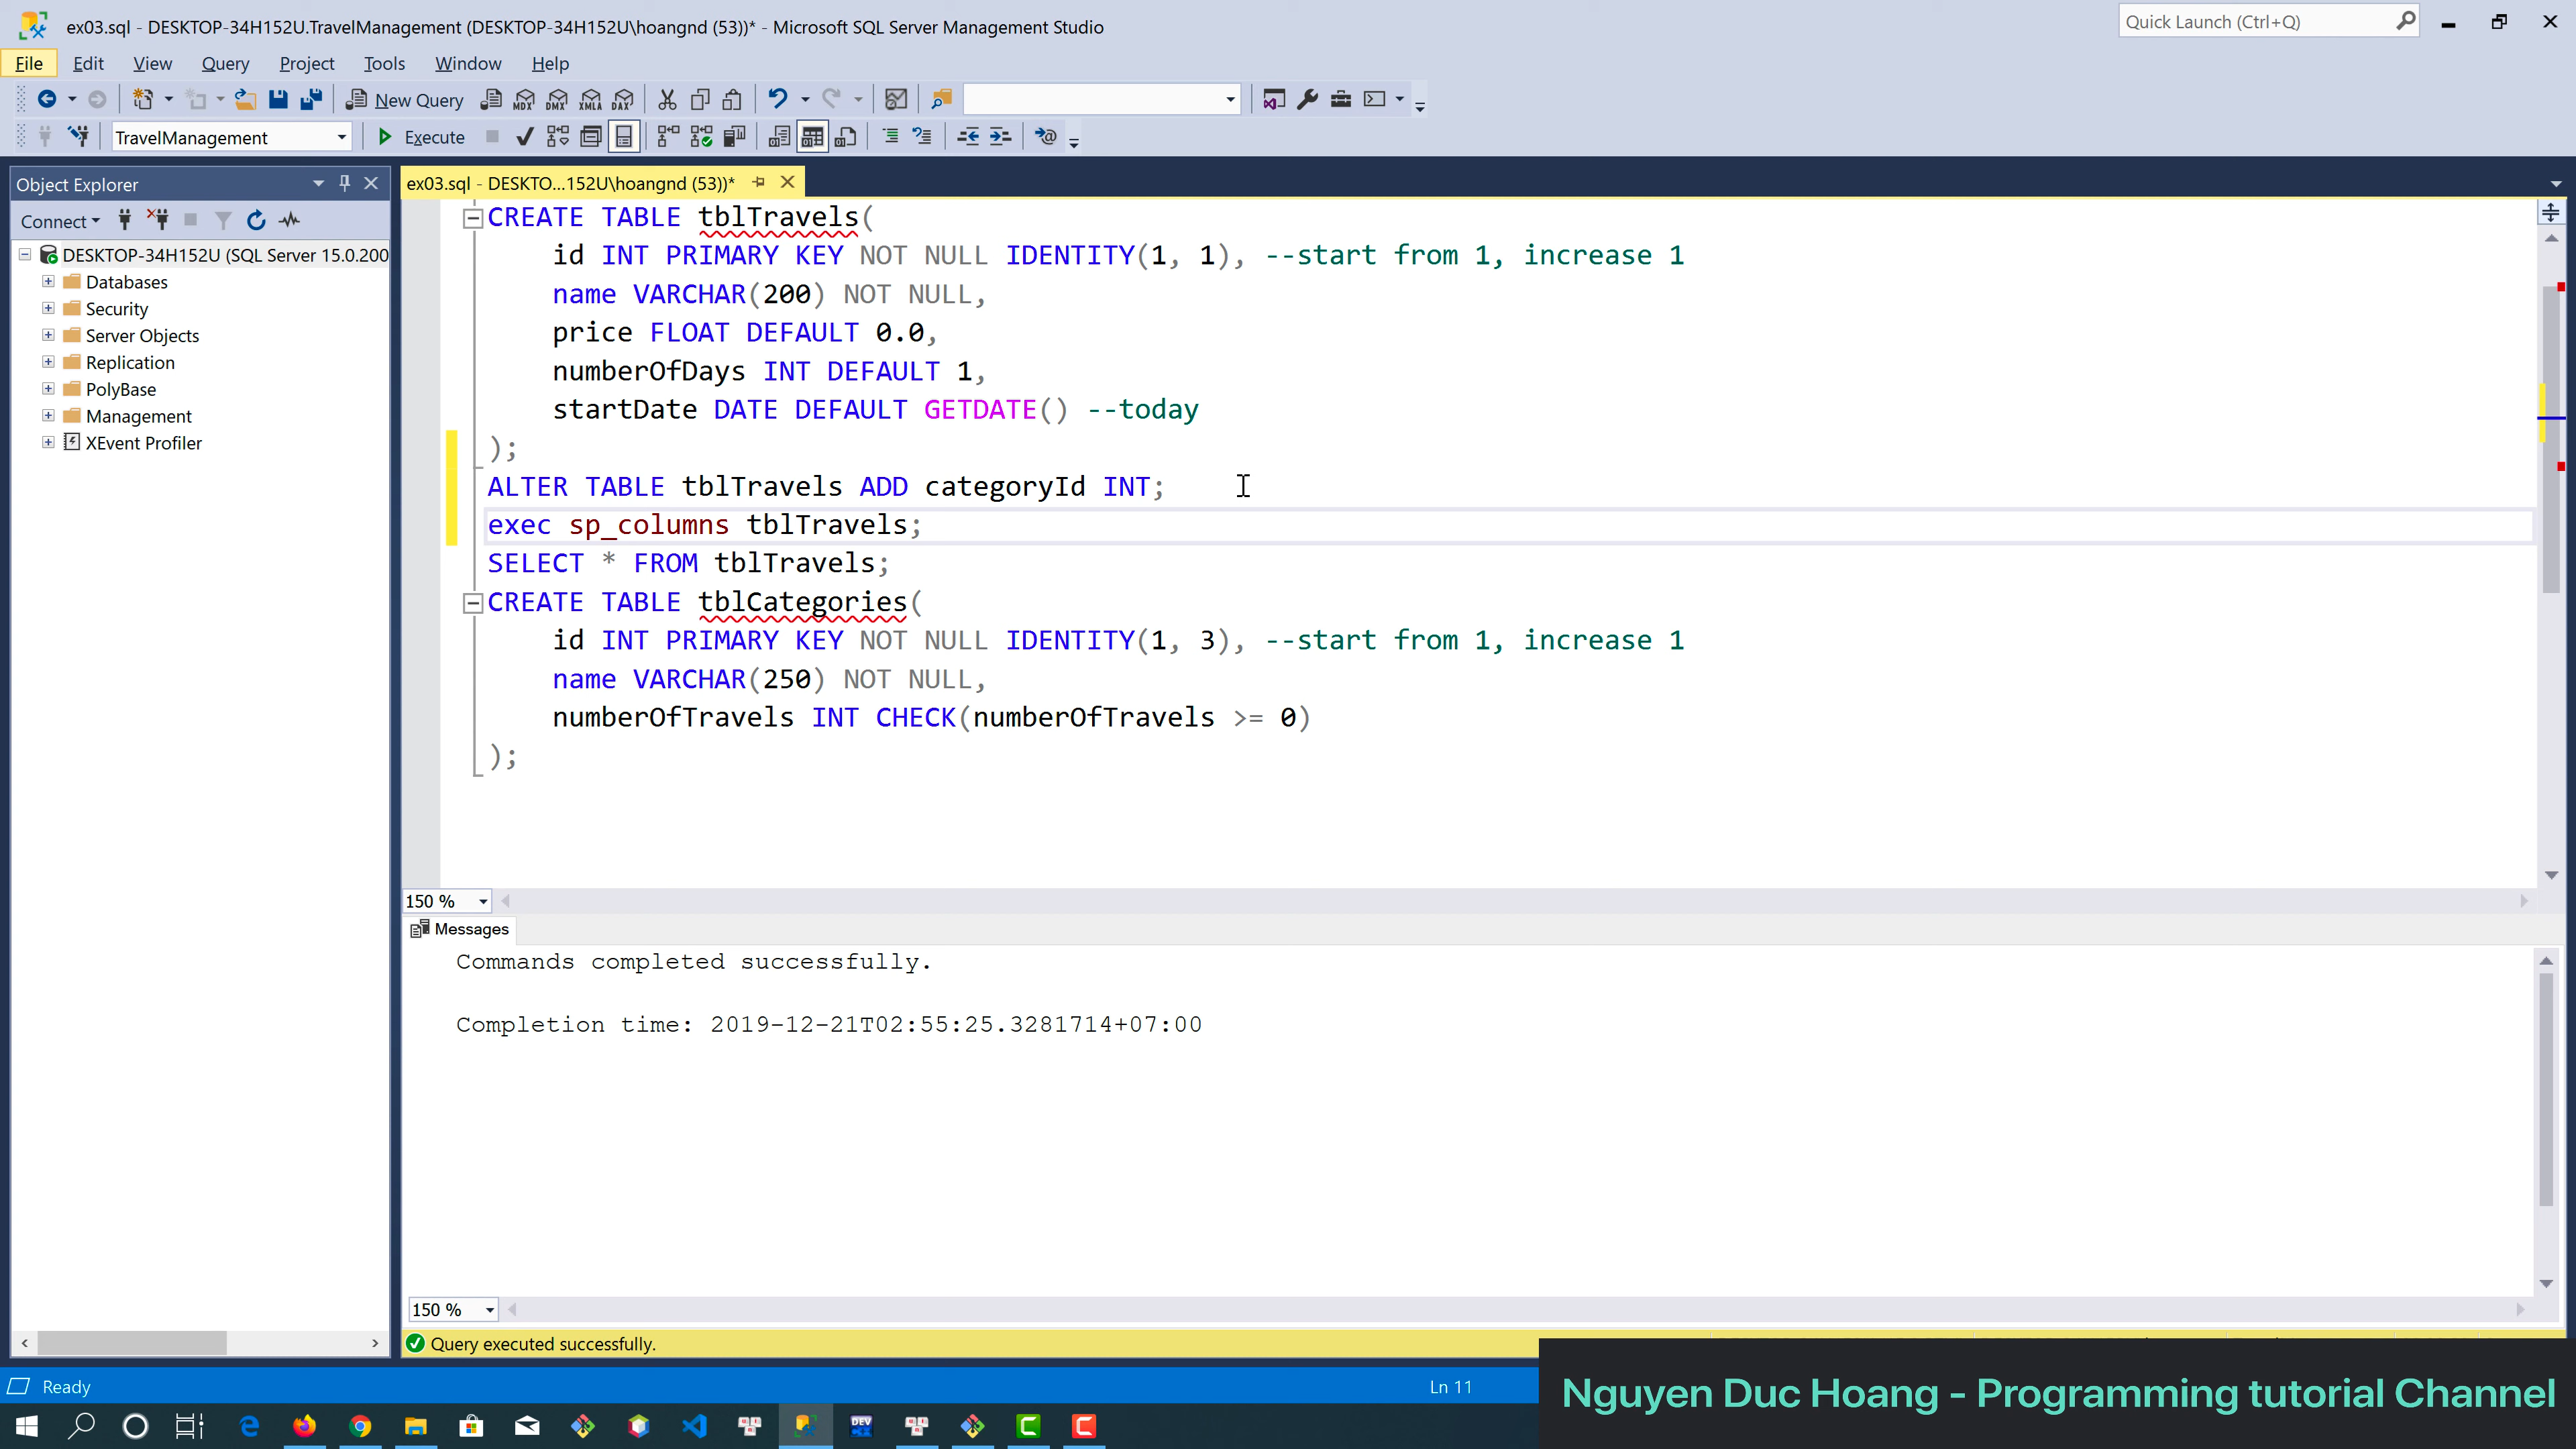 ex03.sql - DESKTOP-34H152U.TravelManagement (DESKTOP-34H152U\hoangnd (53))* - Microsoft SQL Server Management Studio
Quick Launch (Ctrl+Q)
File Edit View Query Project Tools Window Help
New Query MDX DMX XMLA DAX
TravelManagement Execute
Object Explorer
ex03.sql - DESKTO...152U\hoangnd (53))*
Connect
DESKTOP-34H152U (SQL Server 15.0.200
Databases
Security
Server Objects
Replication
PolyBase
Management
XEvent Profiler
CREATE TABLE tblTravels(
id INT PRIMARY KEY NOT NULL IDENTITY(1, 1), --start from 1, increase 1
name VARCHAR(200) NOT NULL,
price FLOAT DEFAULT 0.0,
numberOfDays INT DEFAULT 1,
startDate DATE DEFAULT GETDATE() --today
);
ALTER TABLE tblTravels ADD categoryId INT;
exec sp_columns tblTravels;
SELECT * FROM tblTravels;
CREATE TABLE tblCategories(
id INT PRIMARY KEY NOT NULL IDENTITY(1, 3), --start from 1, increase 1
name VARCHAR(250) NOT NULL,
numberOfTravels INT CHECK(numberOfTravels >= 0)
);
150 %
Messages
Commands completed successfully.
Completion time: 2019-12-21T02:55:25.3281714+07:00
150 %
Query executed successfully.
Ready
Ln 11
Nguyen Duc Hoang - Programming tutorial Channel
DEV